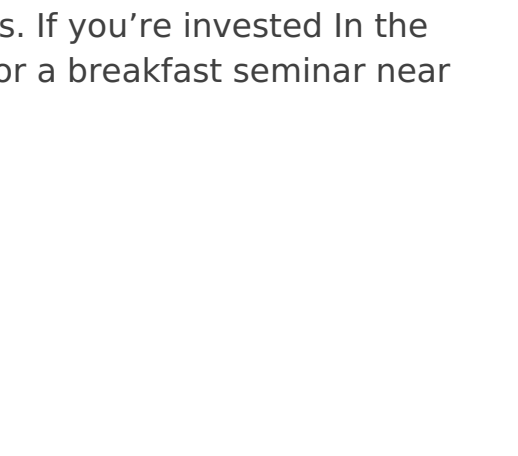 s. If you’re invested In the
or a breakfast seminar near